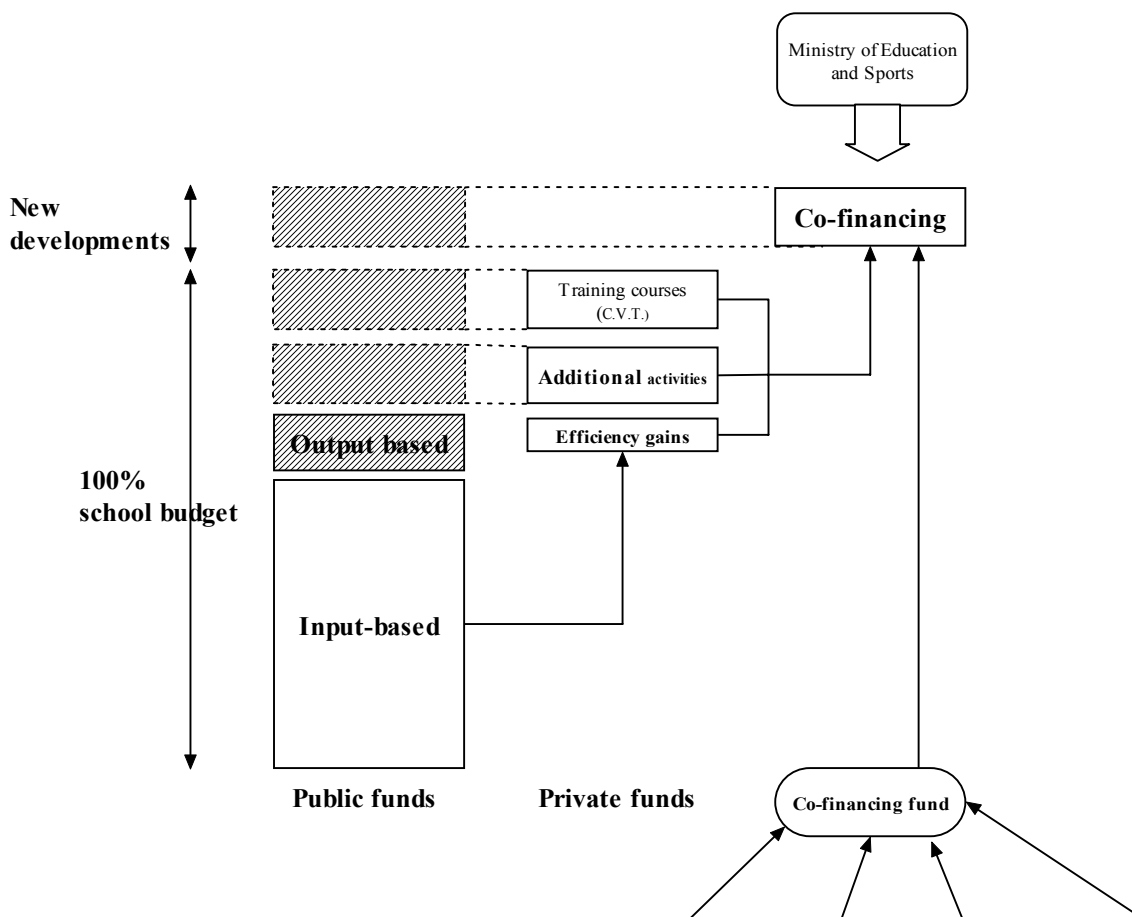 Ministry of Education
and Sports
New
developments
Co-financing
Training courses
(C.V.T.)
Additional activities
Output based
Efficiency gains
100%
school budget
Input-based
Public funds
Private funds
Co-financing fund